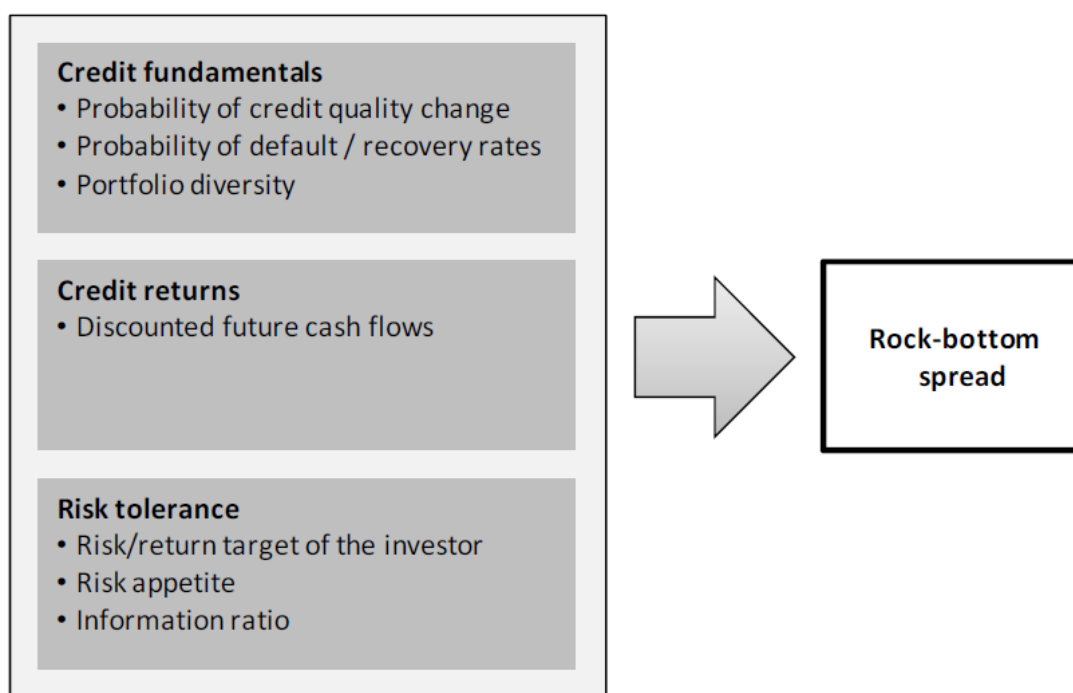 Credit fundamentals
• Probability of credit quality change
• Probability of default / recovery rates
• Portfolio diversity
Credit returns
• Discounted future cash flows
Risk tolerance
• Risk/return target of the investor
• Risk appetite
• Information ratio
Rock-bottom
spread